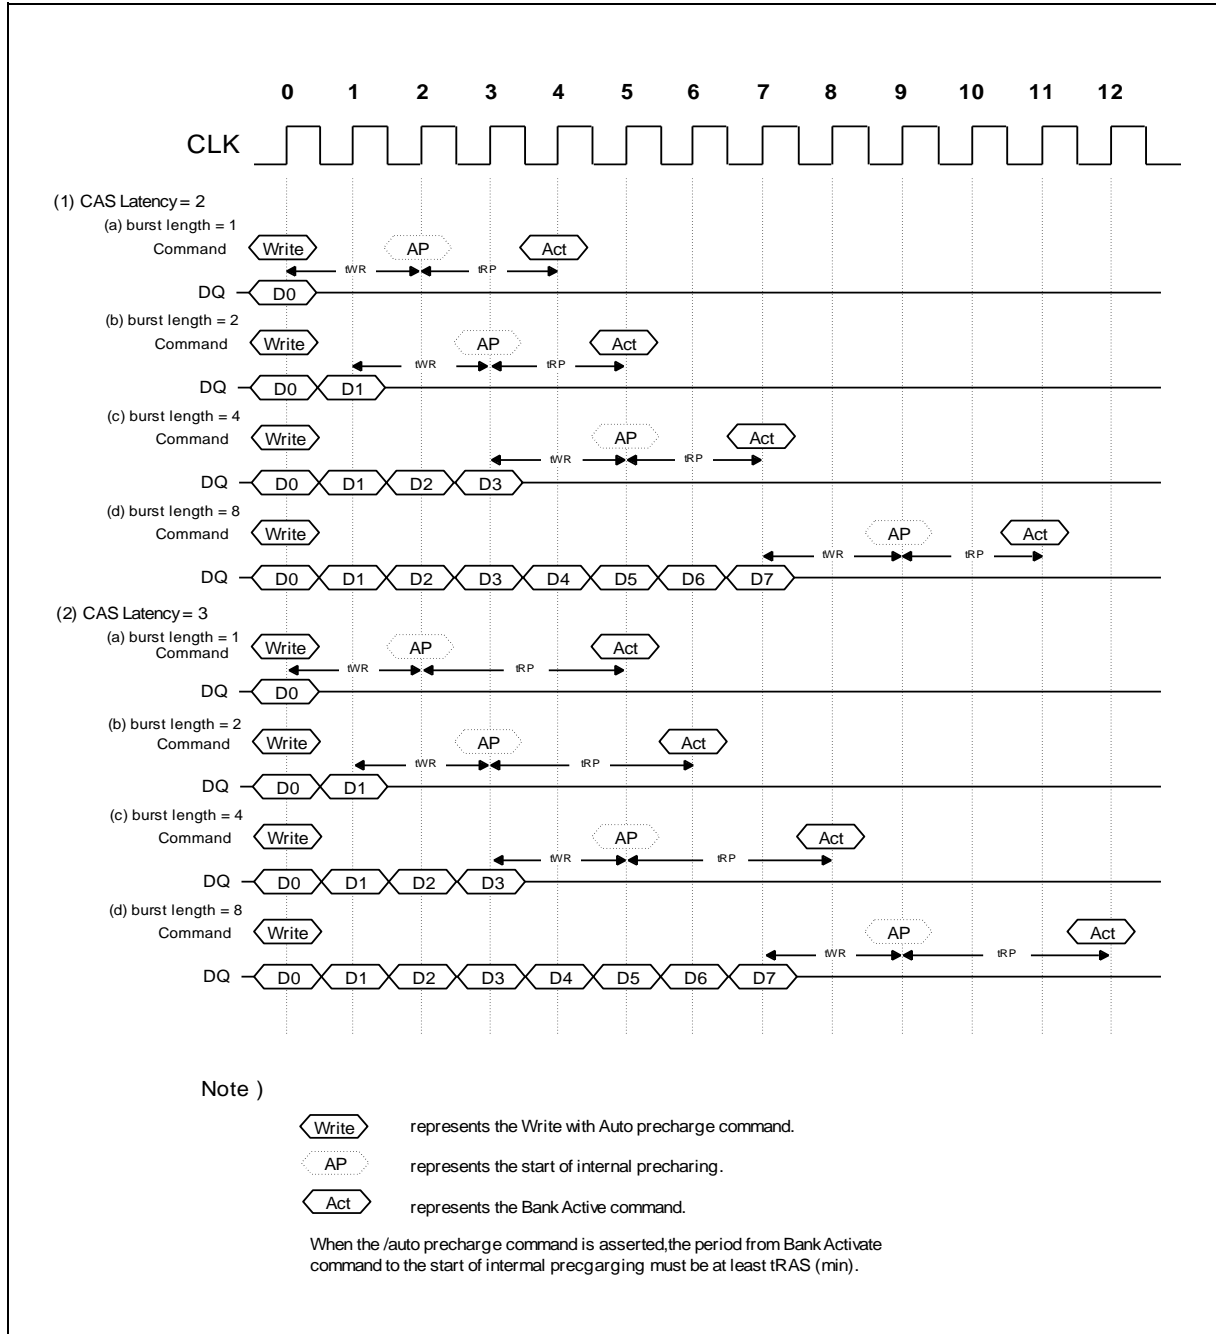 0 1 2 3 4 5 6 7 8 9 10 11 12
CLK
(1) CAS Latency = 2
(a) burst length = 1
Command Write AP Act
tWR tRP
DQ D0
(b) burst length = 2
Command Write AP Act
tWR tRP
DQ D0 D1
(c) burst length = 4
Command Write AP Act
tWR tRP
DQ D0 D1 D2 D3
(d) burst length = 8
Command Write AP Act
tWR tRP
DQ D0 D1 D2 D3 D4 D5 D6 D7
(2) CAS Latency = 3
(a) burst length = 1
Command Write AP Act
tWR tRP
DQ D0
(b) burst length = 2
Command Write AP Act
tWR tRP
DQ D0 D1
(c) burst length = 4
Command Write AP Act
tWR tRP
DQ D0 D1 D2 D3
(d) burst length = 8
Command Write AP Act
tWR tRP
DQ D0 D1 D2 D3 D4 D5 D6 D7
Note )
Write represents the Write with Auto precharge command.
AP represents the start of internal precharing.
Act represents the Bank Active command.
When the /auto precharge command is asserted,the period from Bank Activate
command to the start of intermal precgarging must be at least tRAS (min).